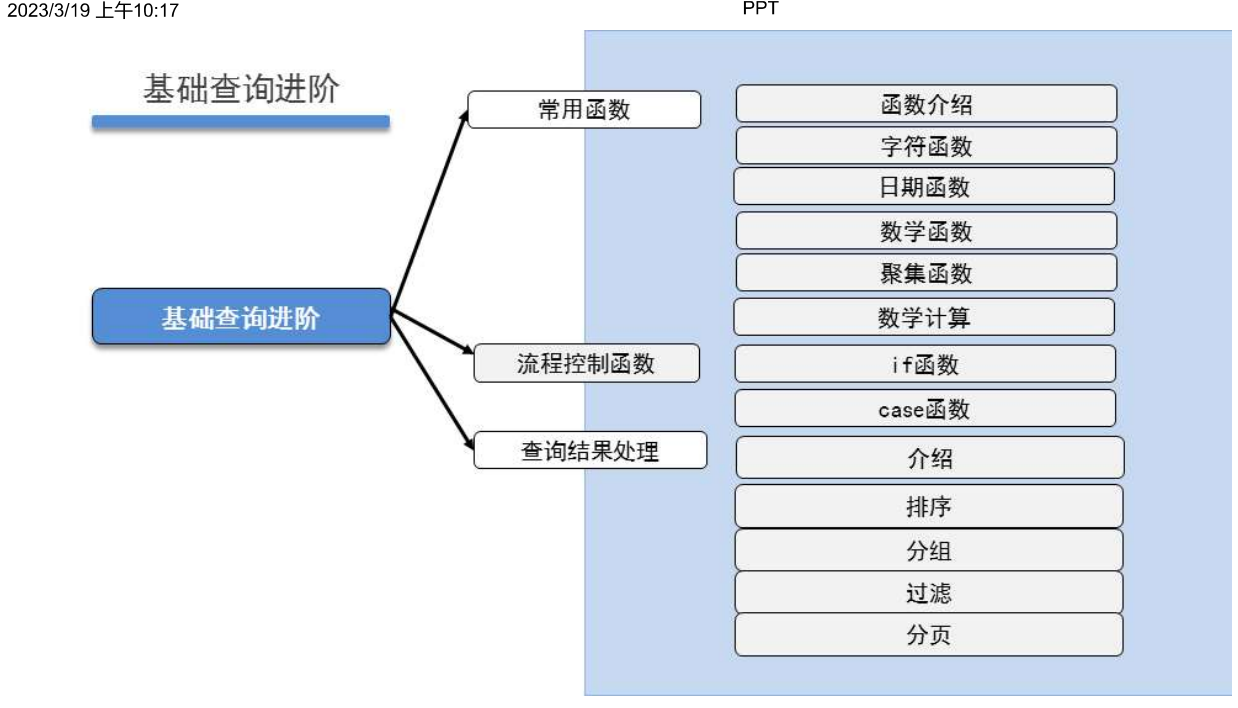 2023/3/19 上午10:17
PPT
基础查询进阶
基础查询进阶
常用函数
函数介绍
字符函数
日期函数
数学函数
聚集函数
数学计算
流程控制函数
if函数
case函数
查询结果处理
介绍
排序
分组
过滤
分页